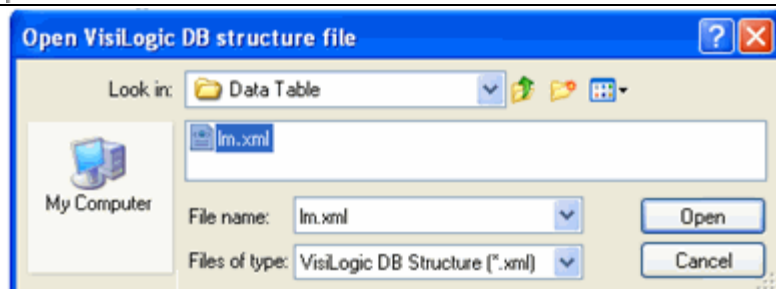 Open VisiLogic DB structure file
Look in: Data Table
lm.xml
My Computer
File name: lm.xml
Open
Files of type: VisiLogic DB Structure (*.xml)
Cancel